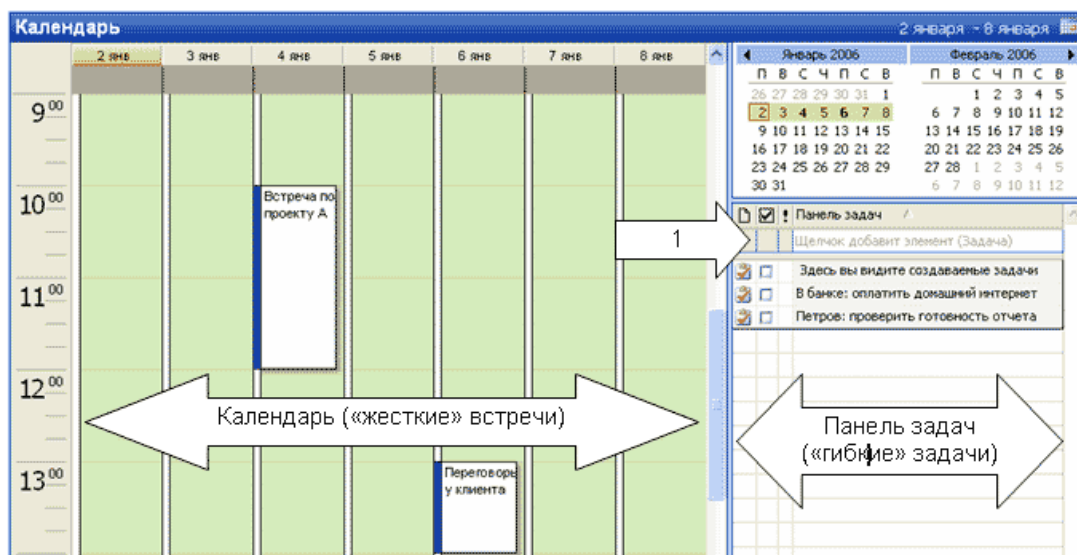 Календарь
2 января - 8 января
2 янв 3 янв 4 янв 5 янв 6 янв 7 янв 8 янв
9 00
10 00
11 00
12 00
13 00
Встреча по
проекту А
Переговоры
у клиента
Календарь («жесткие» встречи)
Январь 2006
П В С Ч П С В
26 27 28 29 30 31 1
2 3 4 5 6 7 8
9 10 11 12 13 14 15
16 17 18 19 20 21 22
23 24 25 26 27 28 29
30 31
Февраль 2006
П В С Ч П С В
1 2 3 4 5
6 7 8 9 10 11 12
13 14 15 16 17 18 19
20 21 22 23 24 25 26
27 28 1 2 3 4 5
6 7 8 9 10 11 12
! Панель задач
1
Щелчок добавит элемент (Задача)
Здесь вы видите создаваемые задачи
В банке: оплатить домашний интернет
Петров: проверить готовность отчета
Панель задач
(«гибкие» задачи)